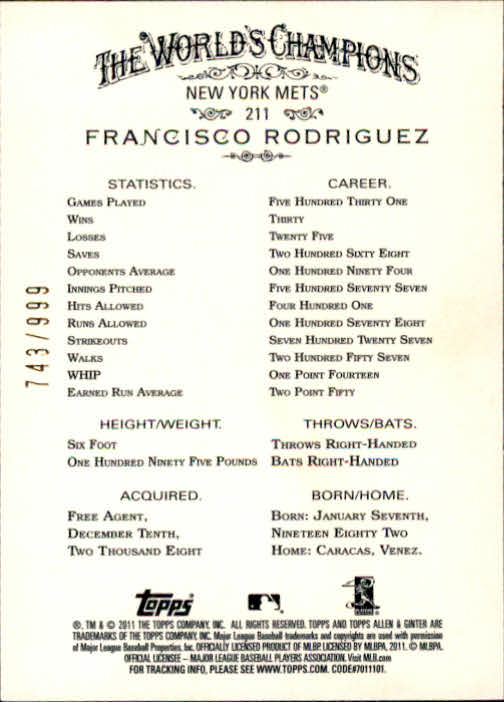 THE WORLD'S CHAMPIONS
NEW YORK METS®
211
FRANCISCO RODRIGUEZ
STATISTICS. CAREER.
GAMES PLAYED FIVE HUNDRED THIRTY ONE
WINS THIRTY
LOSSES TWENTY FIVE
SAVES TWO HUNDRED SIXTY EIGHT
OPPONENTS AVERAGE ONE HUNDRED NINETY FOUR
INNINGS PITCHED FIVE HUNDRED SEVENTY SEVEN
HITS ALLOWED FOUR HUNDRED ONE
RUNS ALLOWED ONE HUNDRED SEVENTY EIGHT
STRIKEOUTS SEVEN HUNDRED TWENTY SEVEN
WALKS TWO HUNDRED FIFTY SEVEN
WHIP ONE POINT FOURTEEN
EARNED RUN AVERAGE TWO POINT FIFTY
743/999
HEIGHT/WEIGHT. THROWS/BATS.
SIX FOOT THROWS RIGHT-HANDED
ONE HUNDRED NINETY FIVE POUNDS BATS RIGHT-HANDED
ACQUIRED. BORN/HOME.
FREE AGENT, BORN: JANUARY SEVENTH,
DECEMBER TENTH, NINETEEN EIGHTY TWO
TWO THOUSAND EIGHT HOME: CARACAS, VENEZ.
Topps
®, TM & © 2011 THE TOPPS COMPANY, INC. ALL RIGHTS RESERVED. TOPPS AND TOPPS ALLEN & GINTER ARE
TRADEMARKS OF THE TOPPS COMPANY, INC. Major League Baseball trademarks and copyrights are used with permission
of Major League Baseball Properties, Inc. OFFICIALLY LICENSED PRODUCT OF MLBP. LICENSED BY MLBPA, 2011. © MLBPA.
OFFICIAL LICENSEE – MAJOR LEAGUE BASEBALL PLAYERS ASSOCIATION. Visit MLB.com
FOR TRACKING INFO, PLEASE SEE WWW.TOPPS.COM. CODE#7011101.